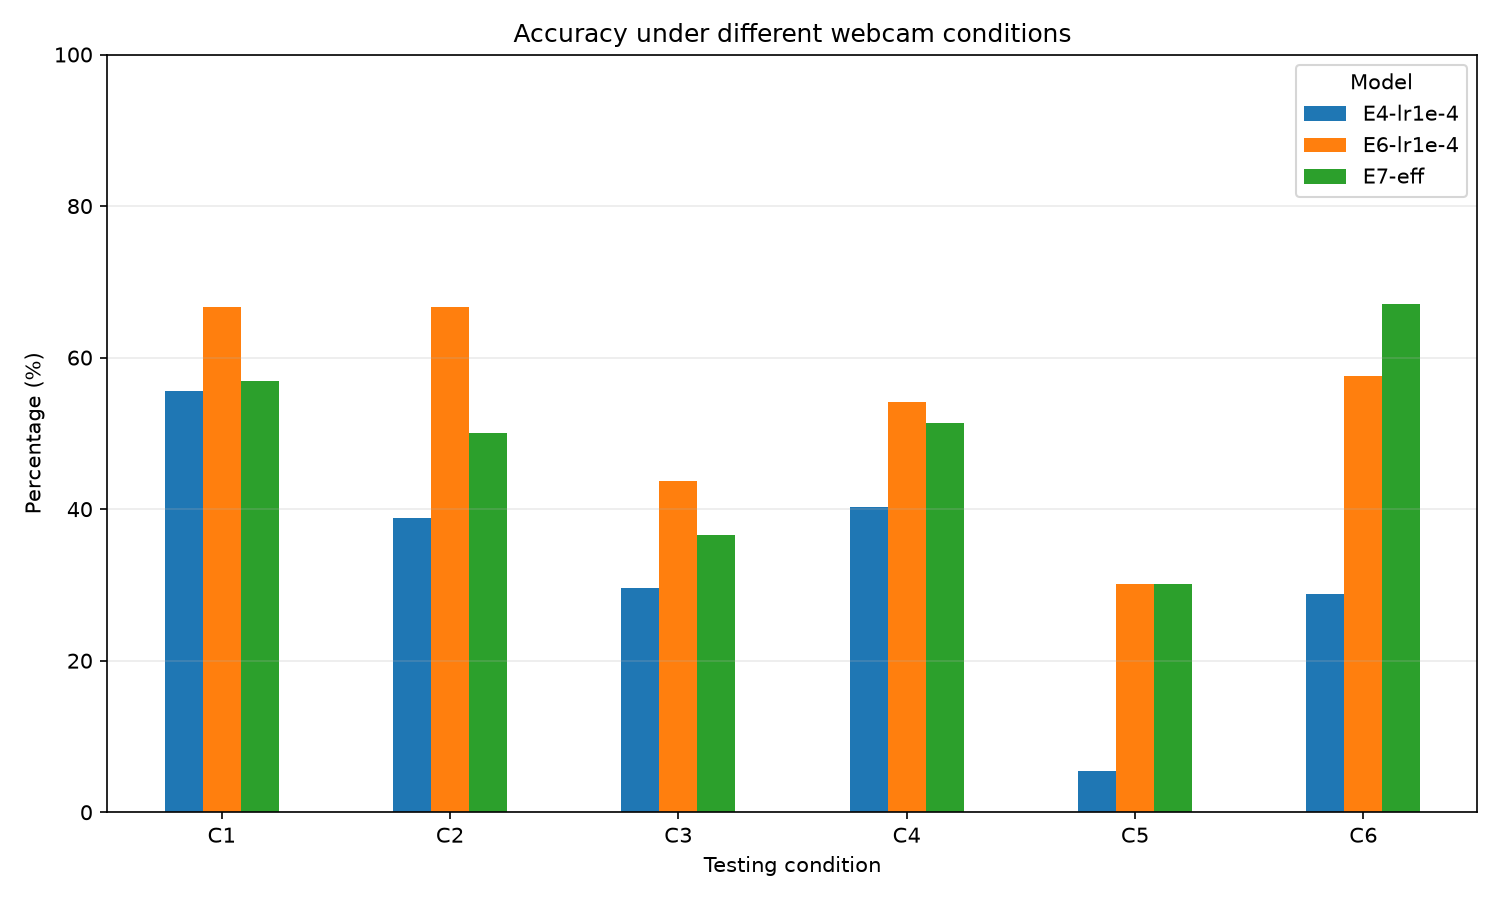 Accuracy under different webcam conditions
Model
E4-lr1e-4
E6-lr1e-4
E7-eff
Percentage (%)
100
80
60
40
20
0
C1 C2 C3 C4 C5 C6
Testing condition